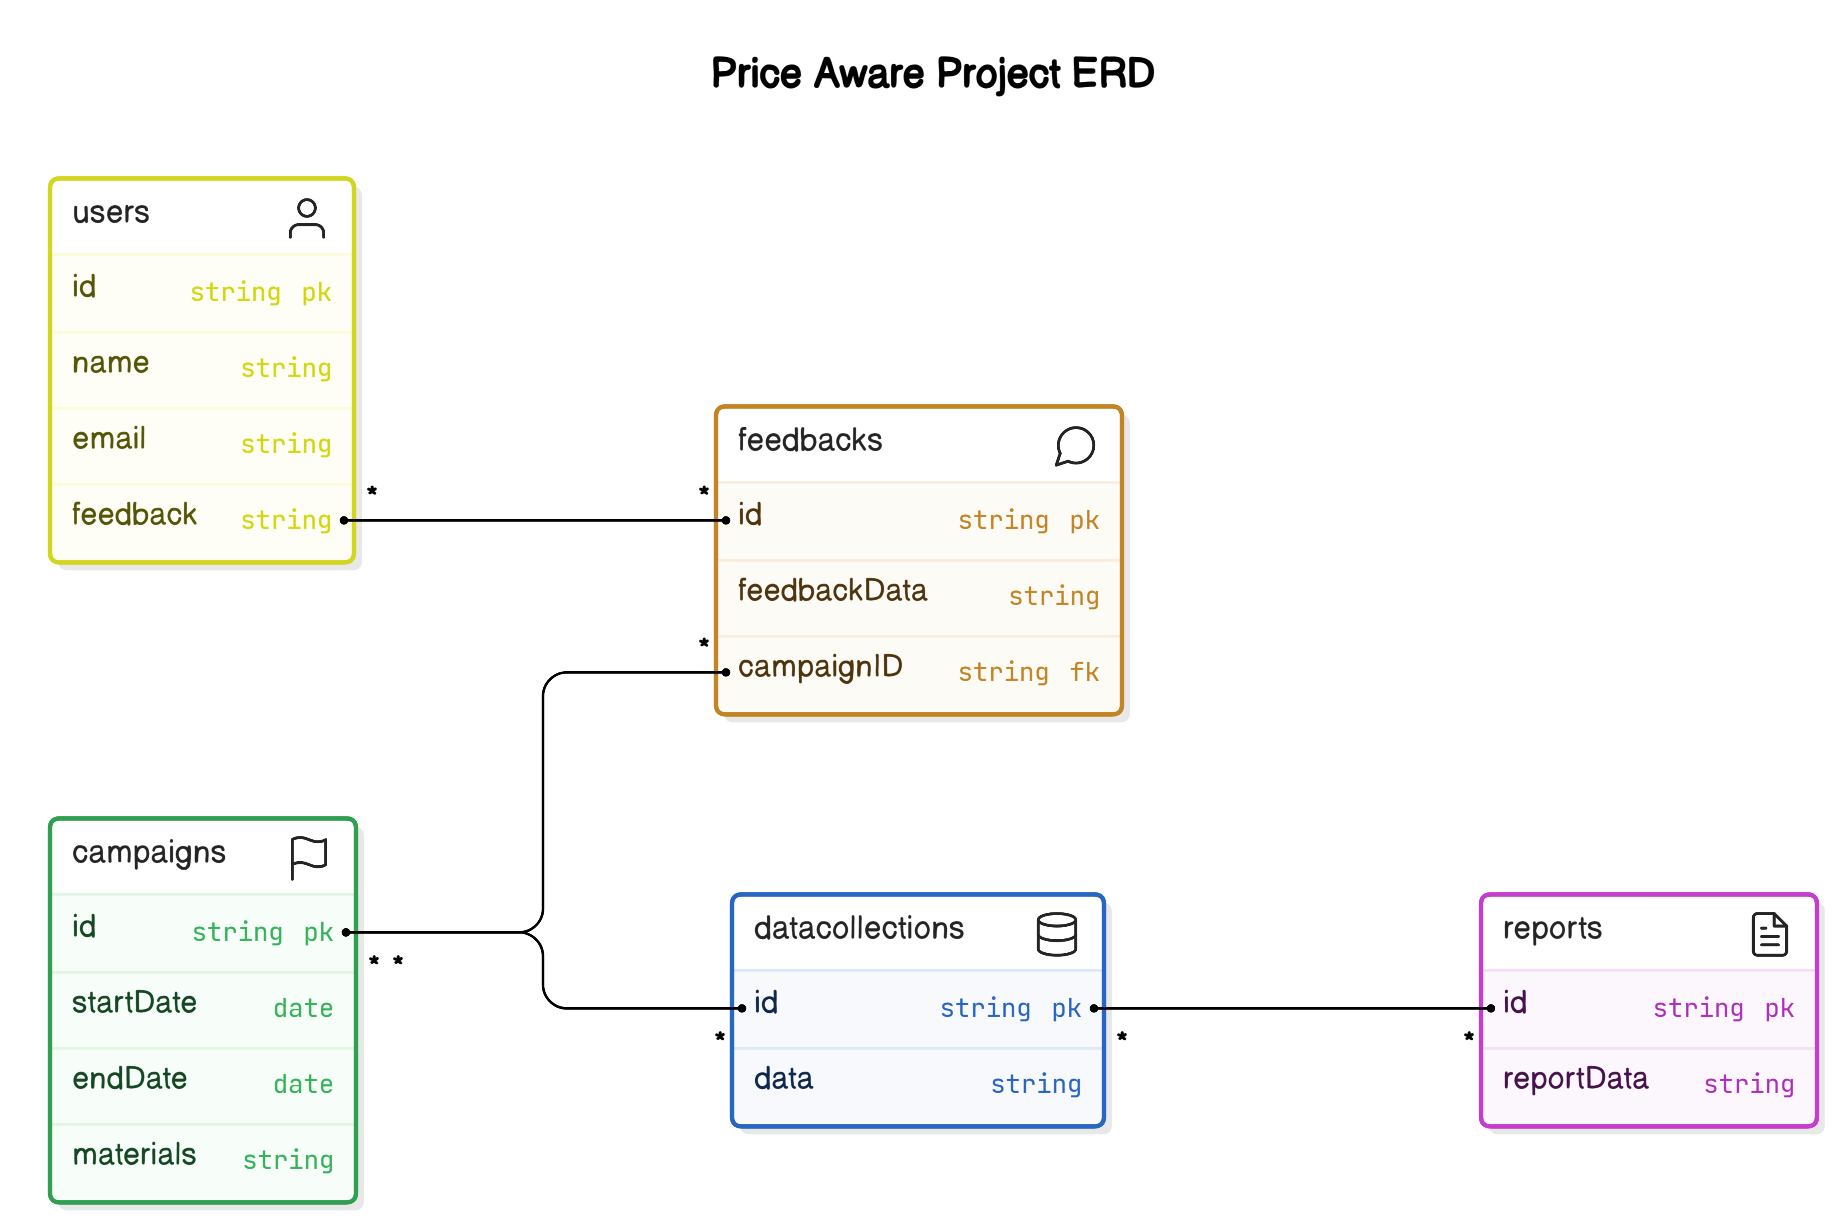 Price Aware Project ERD
users
id string pk
name string
email string
feedback string
* *
feedbacks
id string pk
feedbackData string
campaignID string fk
*
campaigns
id string pk
* *
startDate date
endDate date
materials string
datacollections
id string pk
data string
* * *
reports
id string pk
reportData string